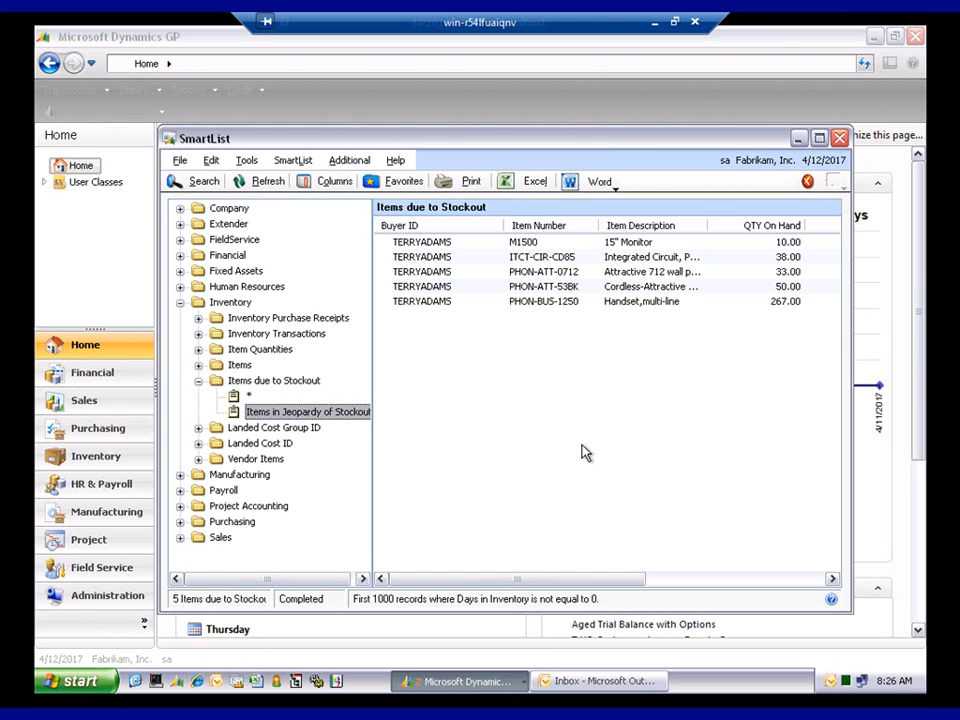 win-r54lfuaiqnv
Microsoft Dynamics GP
Home
Home
nize this page...
Home
User Classes
SmartList
File Edit Tools SmartList Additional Help
sa Fabrikam, Inc. 4/12/2017
Search Refresh Columns Favorites Print Excel Word
Company
Extender
FieldService
Financial
Fixed Assets
Human Resources
Inventory
Inventory Purchase Receipts
Inventory Transactions
Item Quantities
Items
Items due to Stockout
*
Items in Jeopardy of Stockout
Landed Cost Group ID
Landed Cost ID
Vendor Items
Manufacturing
Payroll
Project Accounting
Purchasing
Sales
Items due to Stockout
Buyer ID Item Number Item Description QTY On Hand
TERRYADAMS M1500 15" Monitor 10.00
TERRYADAMS ITCT-CIR-CD85 Integrated Circuit, P... 38.00
TERRYADAMS PHON-ATT-0712 Attractive 712 wall p... 33.00
TERRYADAMS PHON-ATT-53BK Cordless-Attractive ... 50.00
TERRYADAMS PHON-BUS-1250 Handset,multi-line 267.00
ys
4/11/2017
Home
Financial
Sales
Purchasing
Inventory
HR & Payroll
Manufacturing
Project
Field Service
Administration
5 Items due to Stockou Completed First 1000 records where Days in Inventory is not equal to 0.
Thursday
Aged Trial Balance with Options
4/12/2017 Fabrikam, Inc. sa
start
Microsoft Dynamic...
Inbox - Microsoft Out...
8:26 AM